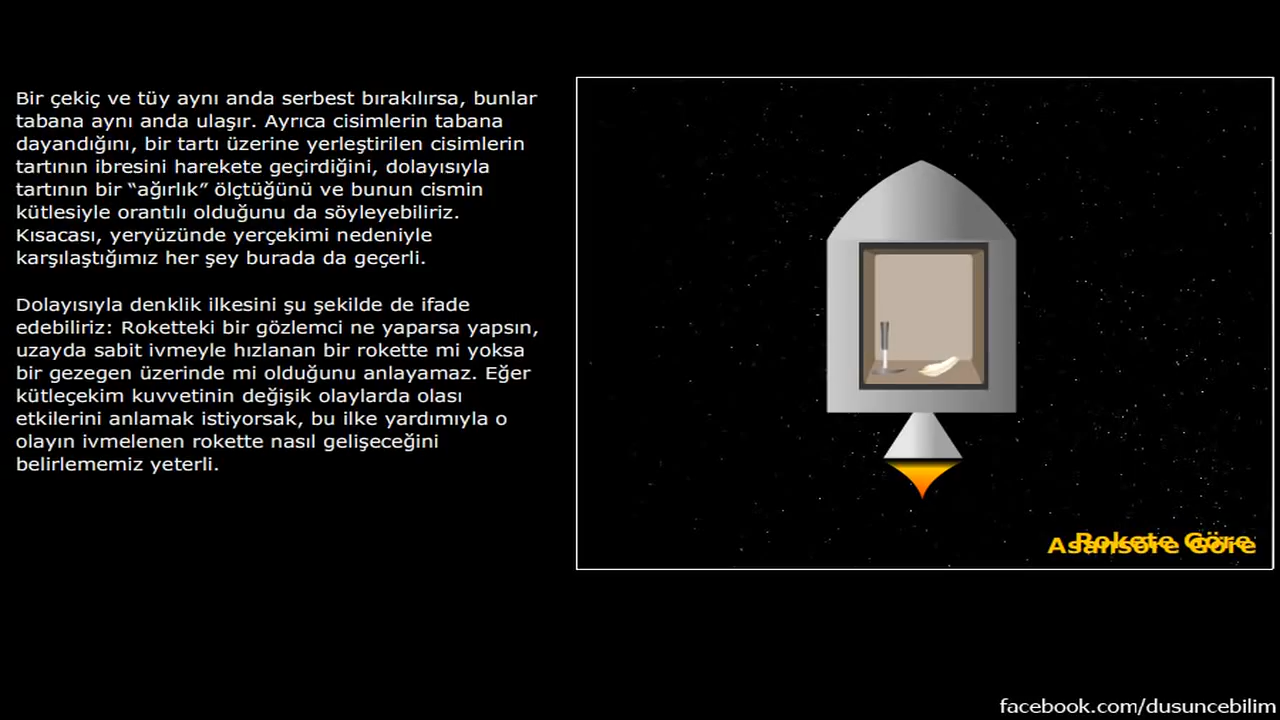 Bir çekiç ve tüy aynı anda serbest bırakılırsa, bunlar
tabana aynı anda ulaşır. Ayrıca cisimlerin tabana
dayandığını, bir tartı üzerine yerleştirilen cisimlerin
tartının ibresini harekete geçirdiğini, dolayısıyla
tartının bir “ağırlık” ölçtüğünü ve bunun cismin
kütlesiyle orantılı olduğunu da söyleyebiliriz.
Kısacası, yeryüzünde yerçekimi nedeniyle
karşılaştığımız her şey burada da geçerli.
Dolayısıyla denklik ilkesini şu şekilde de ifade
edebiliriz: Roketteki bir gözlemci ne yaparsa yapsın,
uzayda sabit ivmeyle hızlanan bir rokette mi yoksa
bir gezegen üzerinde mi olduğunu anlayamaz. Eğer
kütleçekim kuvvetinin değişik olaylarda olası
etkilerini anlamak istiyorsak, bu ilke yardımıyla o
olayın ivmelenen rokette nasıl gelişeceğini
belirlememiz yeterli.
Rokete Göre
Asansöre Göre
facebook.com/dusuncebilim